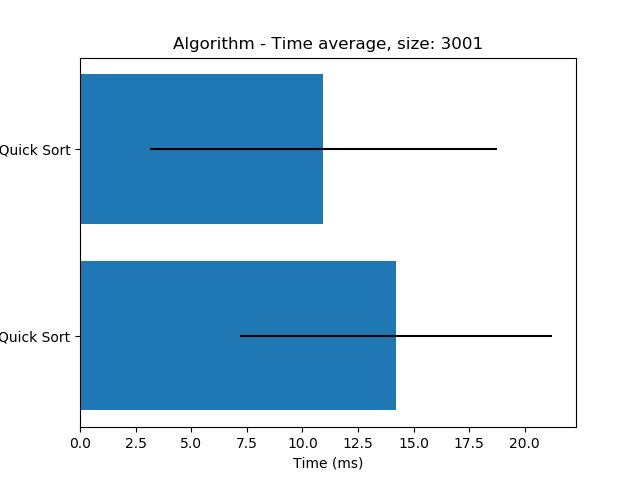 Algorithm - Time average, size: 3001
Quick Sort
Quick Sort
0.0 2.5 5.0 7.5 10.0 12.5 15.0 17.5 20.0
Time (ms)